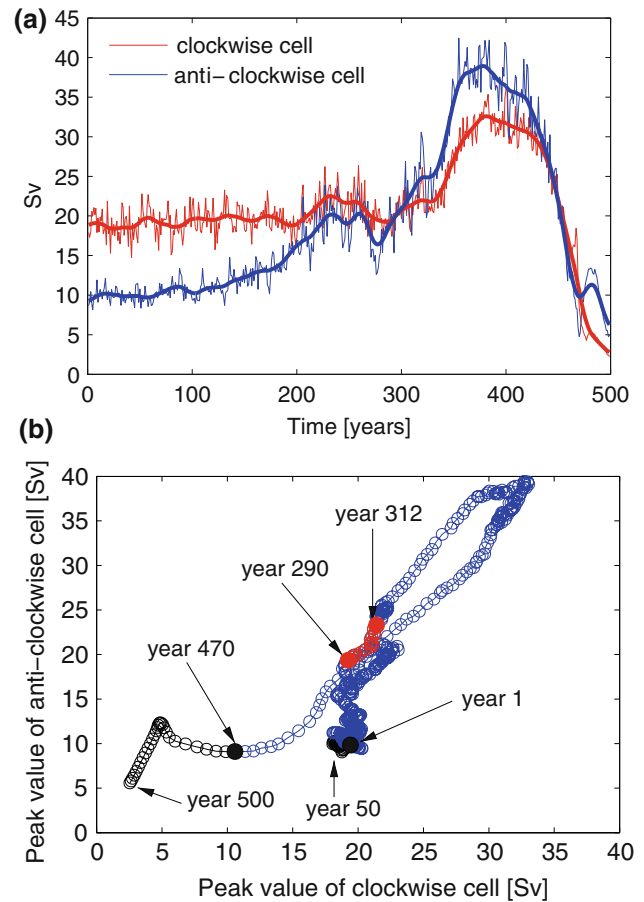 (a)
45
40
35
30
25
20
15
10
5
0
Sv
clockwise cell
anti−clockwise cell
0 100 200 300 400 500
Time [years]
(b)
40
35
30
25
20
15
10
5
0
Peak value of anti−clockwise cell [Sv]
year 312
year 290
year 470
year 1
year 500
year 50
0 5 10 15 20 25 30 35 40
Peak value of clockwise cell [Sv]